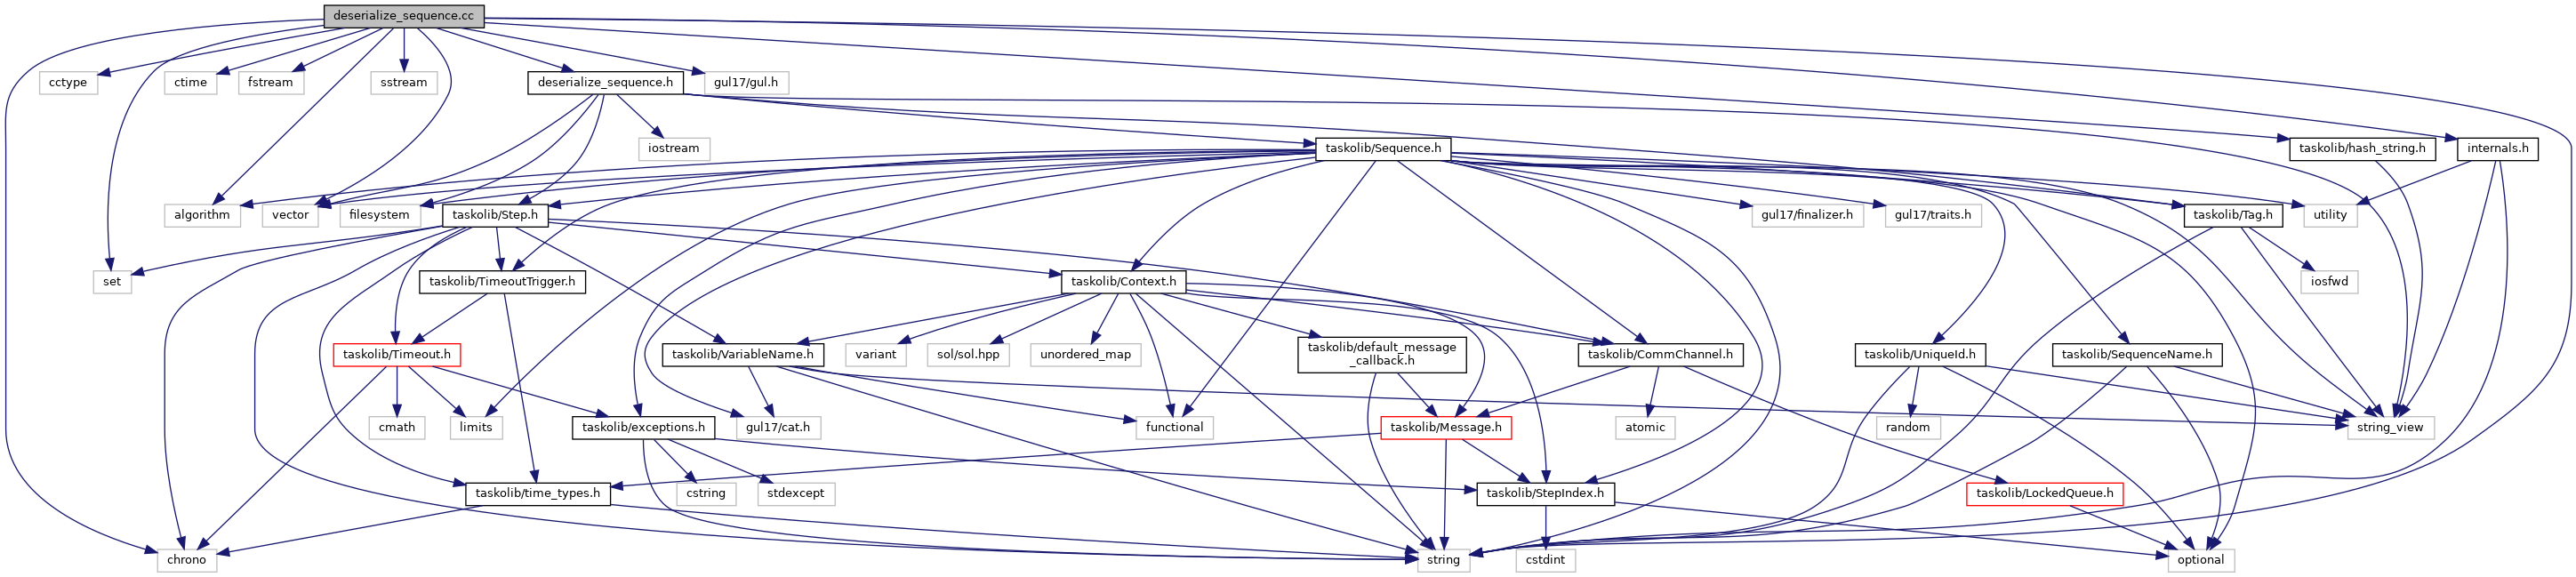 deserialize_sequence.cc
cctype
ctime
fstream
sstream
deserialize_sequence.h
gul17/gul.h
iostream
taskolib/Sequence.h
taskolib/hash_string.h
internals.h
algorithm
vector
filesystem
taskolib/Step.h
gul17/finalizer.h
gul17/traits.h
taskolib/Tag.h
utility
set
taskolib/TimeoutTrigger.h
taskolib/Context.h
iosfwd
taskolib/Timeout.h
taskolib/VariableName.h
variant
sol/sol.hpp
unordered_map
taskolib/default_message
_callback.h
taskolib/CommChannel.h
taskolib/UniqueId.h
taskolib/SequenceName.h
cmath
limits
taskolib/exceptions.h
gul17/cat.h
functional
taskolib/Message.h
atomic
random
string_view
taskolib/time_types.h
cstring
stdexcept
taskolib/StepIndex.h
taskolib/LockedQueue.h
chrono
string
cstdint
optional